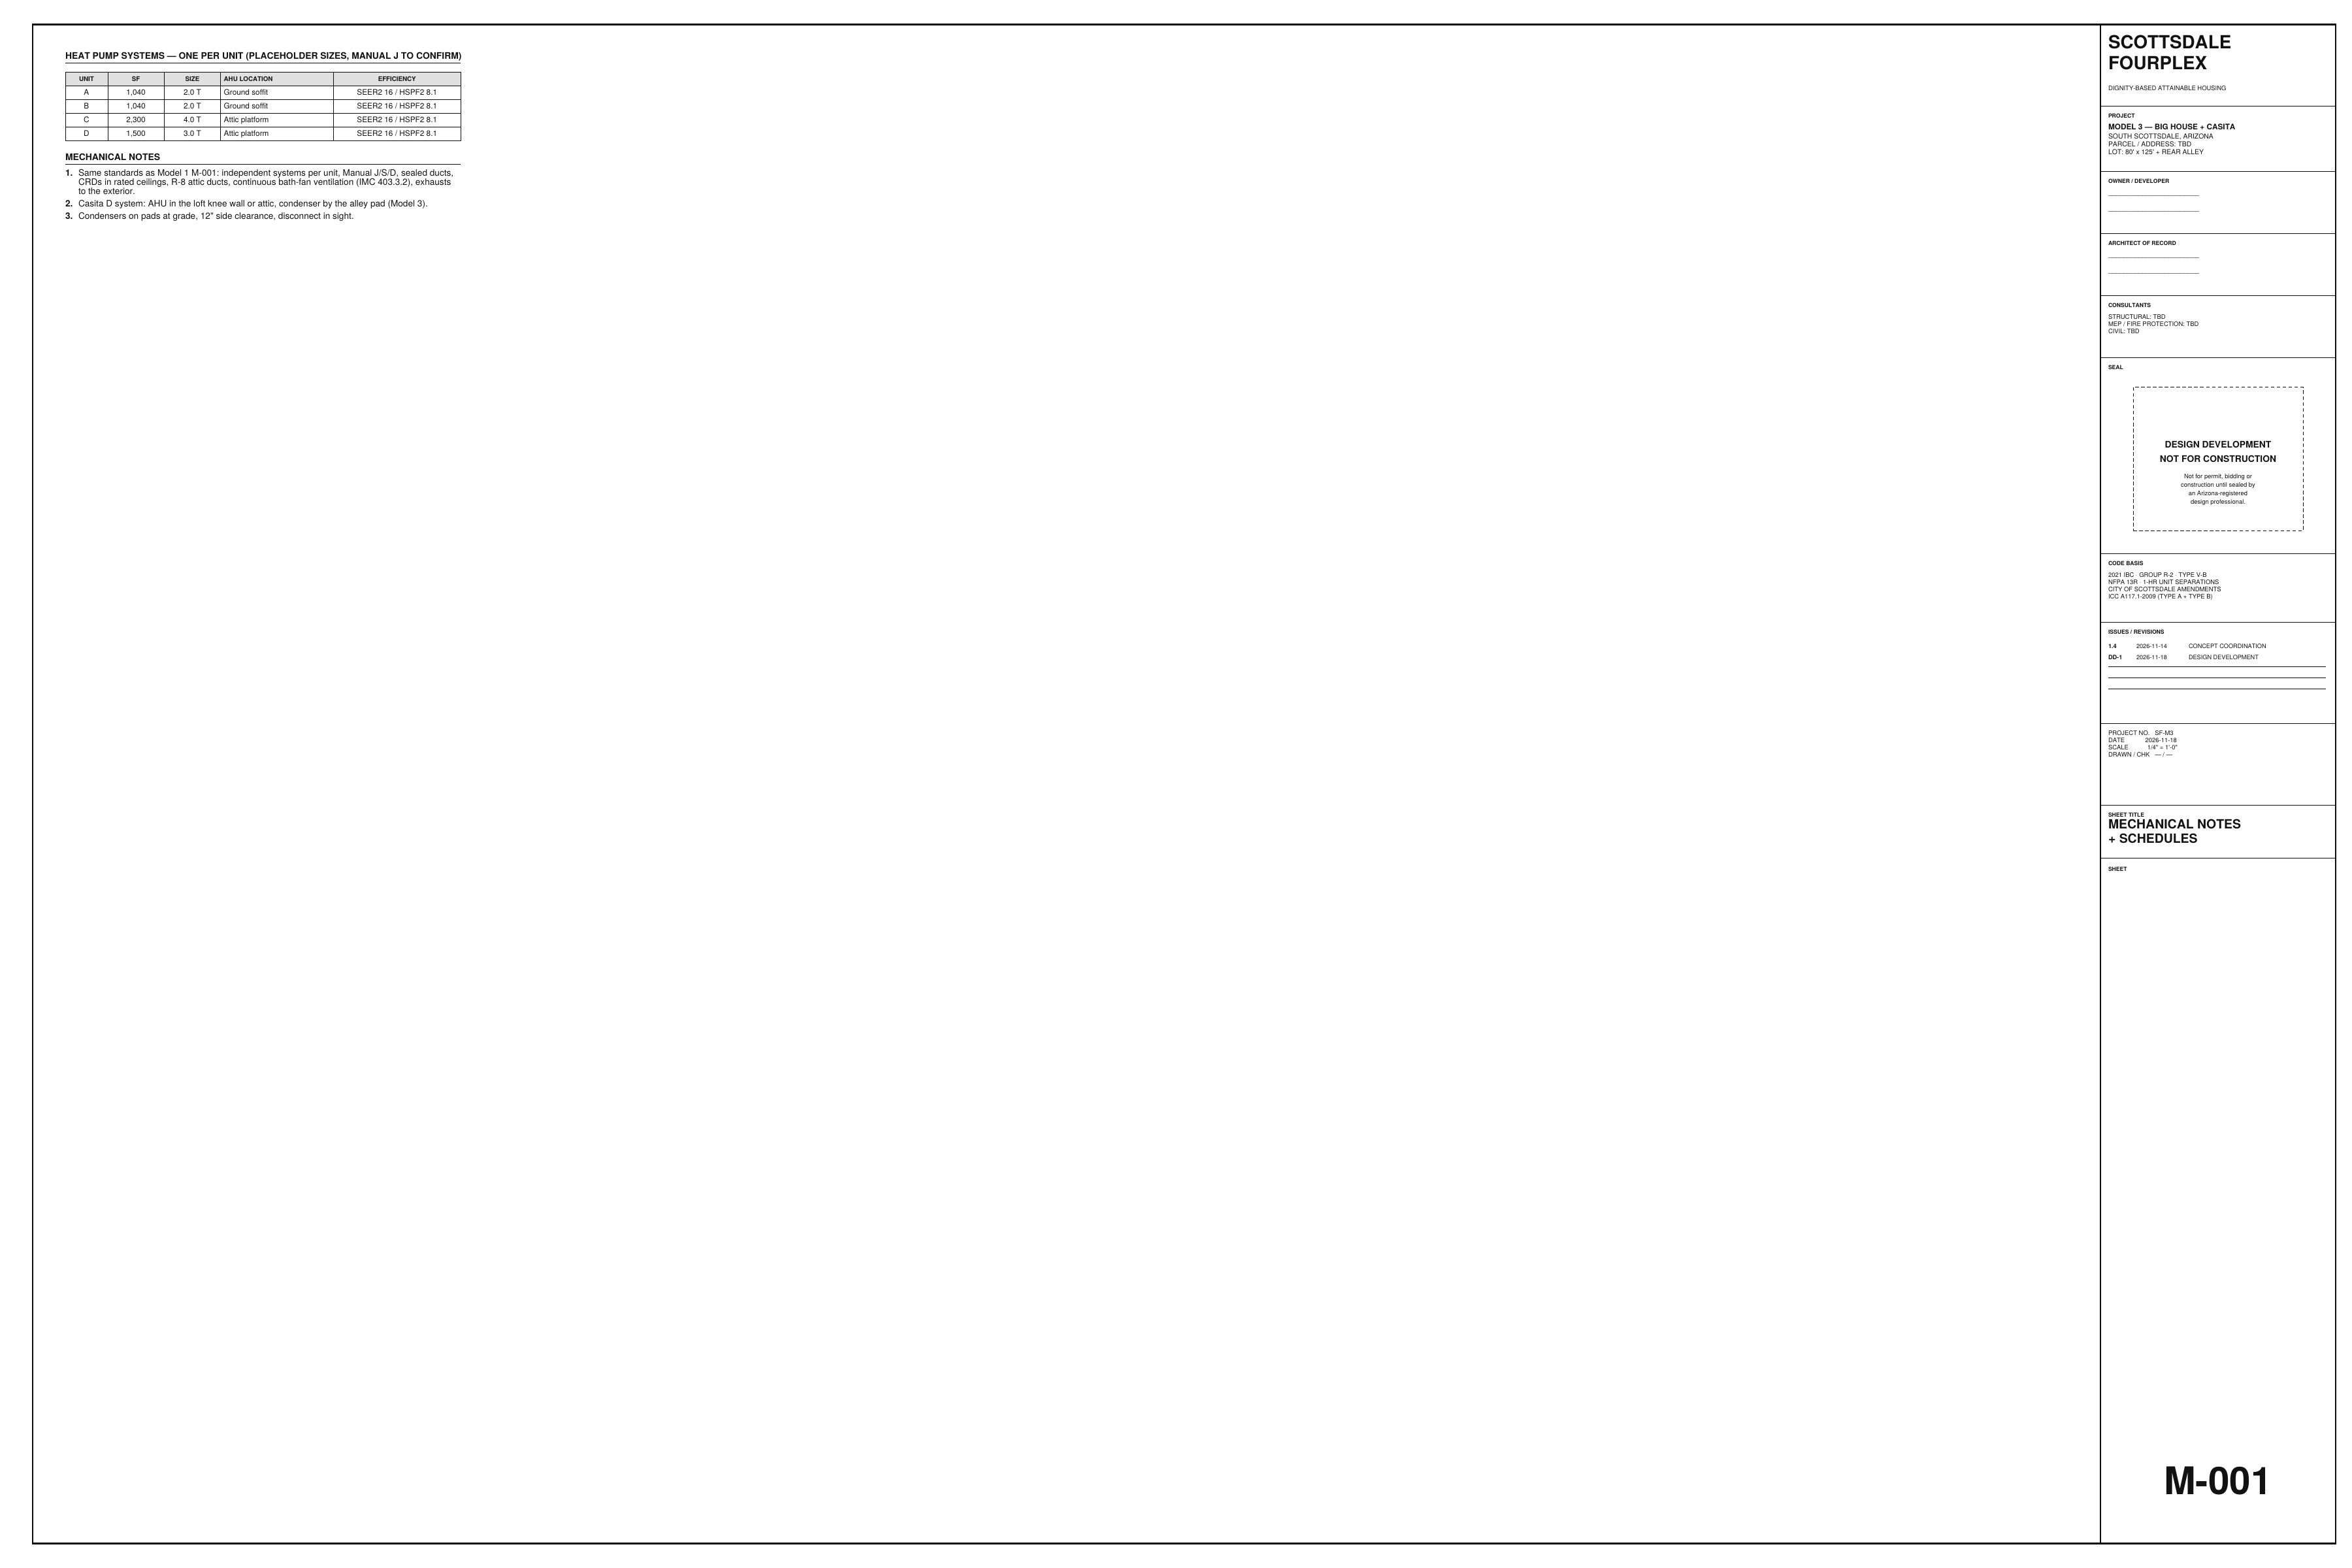 HEAT PUMP SYSTEMS — ONE PER UNIT (PLACEHOLDER SIZES, MANUAL J TO CONFIRM)
UNIT SF SIZE AHU LOCATION EFFICIENCY
A 1,040 2.0 T Ground soffit SEER2 16 / HSPF2 8.1
B 1,040 2.0 T Ground soffit SEER2 16 / HSPF2 8.1
C 2,300 4.0 T Attic platform SEER2 16 / HSPF2 8.1
D 1,500 3.0 T Attic platform SEER2 16 / HSPF2 8.1
MECHANICAL NOTES
1. Same standards as Model 1 M-001: independent systems per unit, Manual J/S/D, sealed ducts,
CRDs in rated ceilings, R-8 attic ducts, continuous bath-fan ventilation (IMC 403.3.2), exhausts
to the exterior.
2. Casita D system: AHU in the loft knee wall or attic, condenser by the alley pad (Model 3).
3. Condensers on pads at grade, 12" side clearance, disconnect in sight.
SCOTTSDALE
FOURPLEX
DIGNITY-BASED ATTAINABLE HOUSING
PROJECT
MODEL 3 — BIG HOUSE + CASITA
SOUTH SCOTTSDALE, ARIZONA
PARCEL / ADDRESS: TBD
LOT: 80' x 125' + REAR ALLEY
OWNER / DEVELOPER
ARCHITECT OF RECORD
CONSULTANTS
STRUCTURAL: TBD
MEP / FIRE PROTECTION: TBD
CIVIL: TBD
SEAL
DESIGN DEVELOPMENT
NOT FOR CONSTRUCTION
Not for permit, bidding or
construction until sealed by
an Arizona-registered
design professional.
CODE BASIS
2021 IBC · GROUP R-2 · TYPE V-B
NFPA 13R · 1-HR UNIT SEPARATIONS
CITY OF SCOTTSDALE AMENDMENTS
ICC A117.1-2009 (TYPE A + TYPE B)
ISSUES / REVISIONS
1.4 2026-11-14 CONCEPT COORDINATION
DD-1 2026-11-18 DESIGN DEVELOPMENT
PROJECT NO. SF-M3
DATE 2026-11-18
SCALE 1/4" = 1'-0"
DRAWN / CHK — / —
SHEET TITLE
MECHANICAL NOTES
+ SCHEDULES
SHEET
M-001